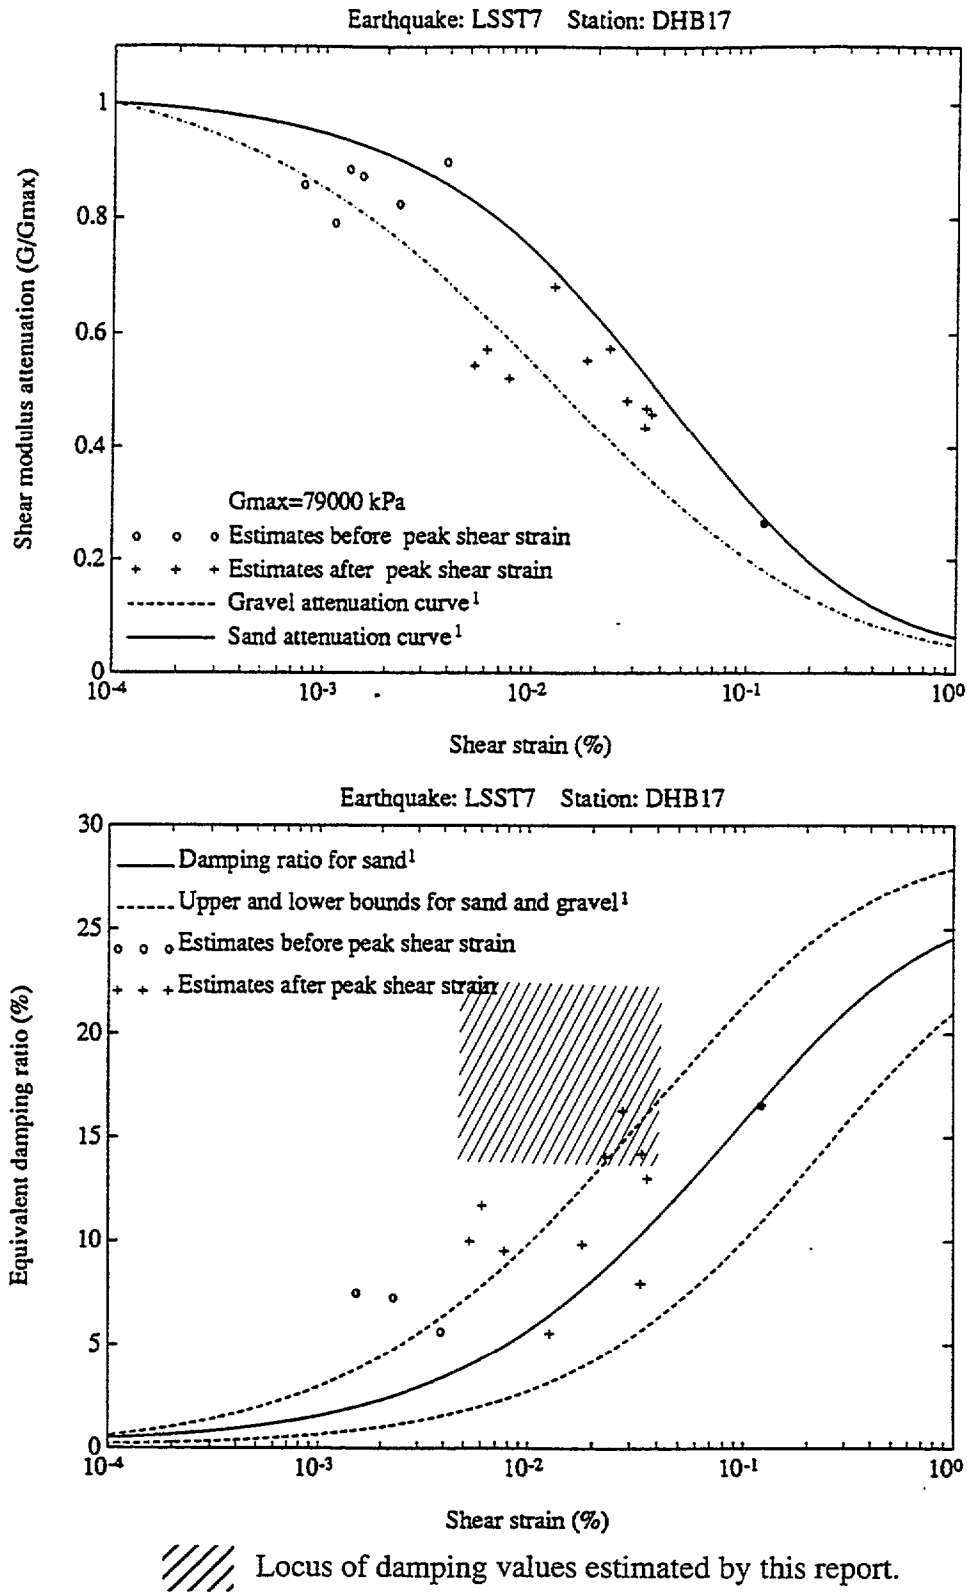 Earthquake: LSST7 Station: DHB17
Shear modulus attenuation (G/Gmax)
1
0.8
0.6
0.4
0.2
0
Gmax=79000 kPa
Estimates before peak shear strain
Estimates after peak shear strain
Gravel attenuation curve1
Sand attenuation curve1
10-4 10-3 10-2 10-1 100
Shear strain (%)
Earthquake: LSST7 Station: DHB17
Equivalent damping ratio (%)
30
25
20
15
10
5
0
Damping ratio for sand1
Upper and lower bounds for sand and gravel1
Estimates before peak shear strain
Estimates after peak shear strain
10-4 10-3 10-2 10-1 100
Shear strain (%)
Locus of damping values estimated by this report.